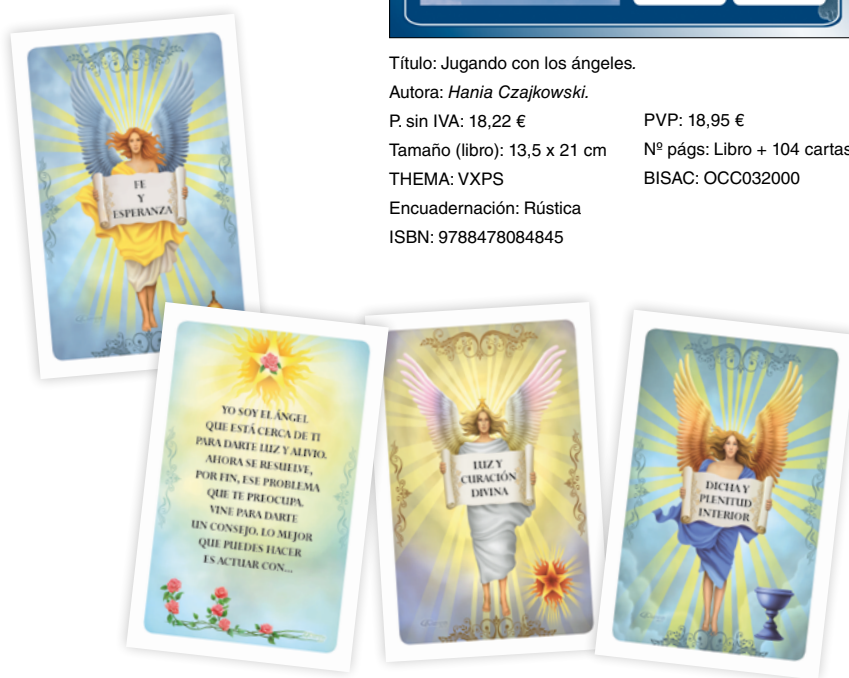 Título: Jugando con los ángeles.
Autora: Hania Czajkowski.
P. sin IVA: 18,22 €
PVP: 18,95 €
Tamaño (libro): 13,5 x 21 cm
Nº págs: Libro + 104 cartas
THEMA: VXPS
BISAC: OCC032000
Encuadernación: Rústica
ISBN: 9788478084845
FE
Y
ESPERANZA
YO SOY EL ÁNGEL
QUE ESTÁ CERCA DE TI
PARA DARTE LUZ Y ALIVIO.
AHORA SE RESUELVE,
POR FIN, ESE PROBLEMA
QUE TE PREOCUPA.
VINE PARA DARTE
UN CONSEJO. LO MEJOR
QUE PUEDES HACER
ES ACTUAR CON...
LUZ Y
CURACIÓN
DIVINA
DICHA Y
PLENITUD
INTERIOR